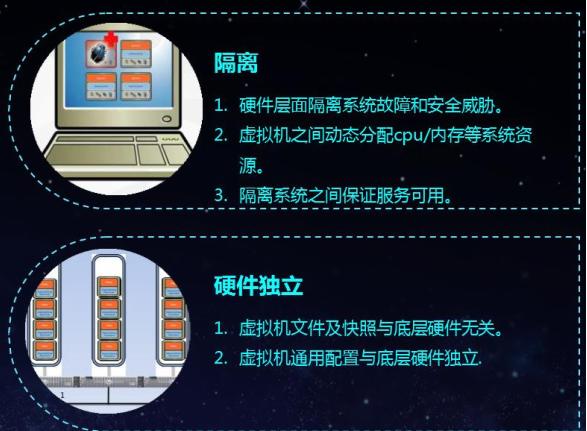 隔离
1. 硬件层面隔离系统故障和安全威胁。
2. 虚拟机之间动态分配cpu/内存等系统资
源。
3. 隔离系统之间保证服务可用。
硬件独立
1. 虚拟机文件及快照与底层硬件无关。
2. 虚拟机通用配置与底层硬件独立.
1